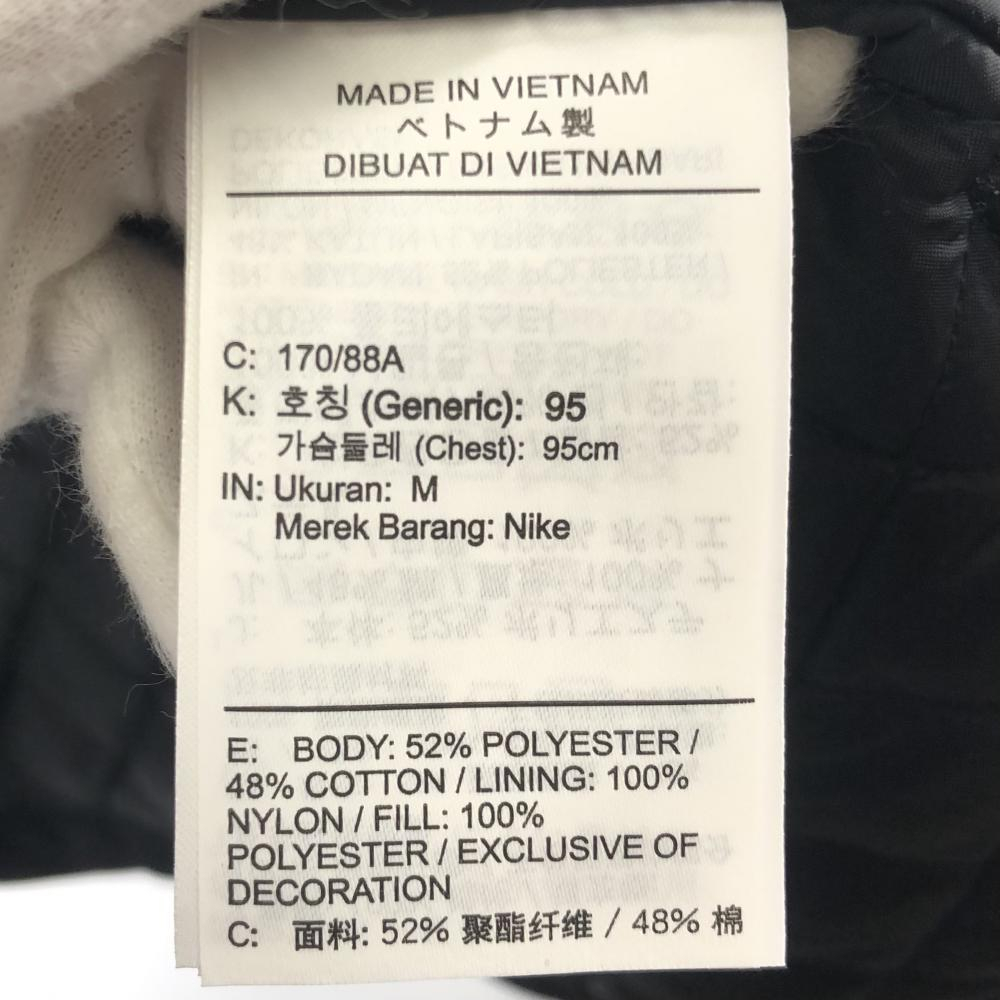 MADE IN VIETNAM
ベトナム製
DIBUAT DI VIETNAM
C: 170/88A
K: 호칭 (Generic): 95
가슴둘레 (Chest): 95cm
IN: Ukuran: M
Merek Barang: Nike
E: BODY: 52% POLYESTER /
48% COTTON / LINING: 100%
NYLON / FILL: 100%
POLYESTER / EXCLUSIVE OF
DECORATION
C: 面料: 52% 聚酯纤维 / 48% 棉